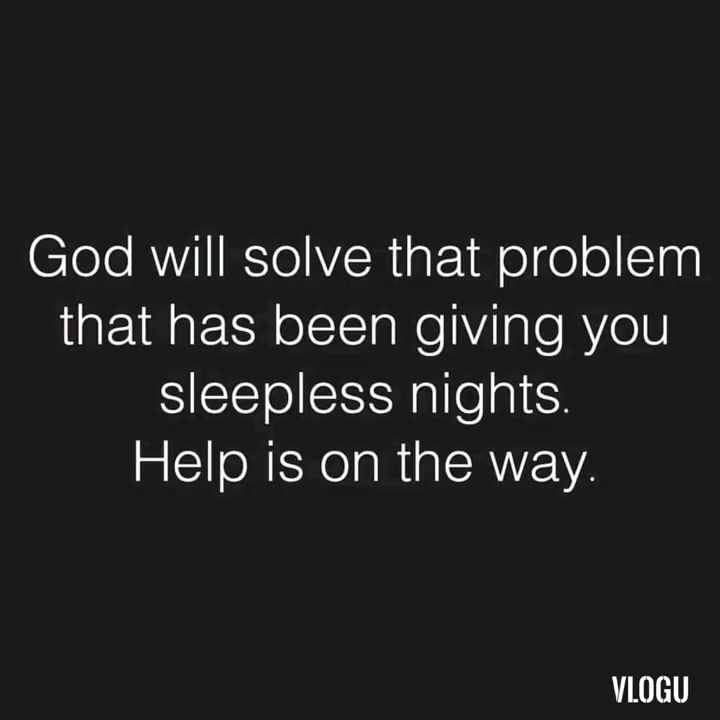 God will solve that problem
that has been giving you
sleepless nights.
Help is on the way.
VLOGU